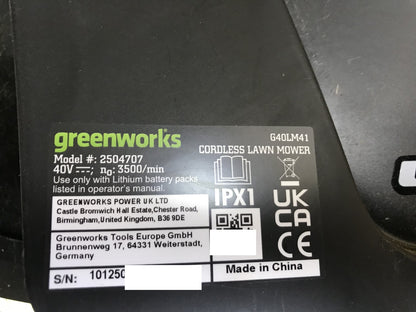 greenworks
G40LM41
CORDLESS LAWN MOWER
Model #: 2504707
40V ⎓; n₀: 3500/min
Use only with Lithium battery packs
listed in operator's manual.
IPX1
UK
CA
CE
GREENWORKS POWER UK LTD
Castle Bromwich Hall Estate,Chester Road,
Birmingham,United Kingdom, B36 9DE
Greenworks Tools Europe GmbH
Brunnenweg 17, 64331 Weiterstadt,
Germany
Made in China
S/N: 101250